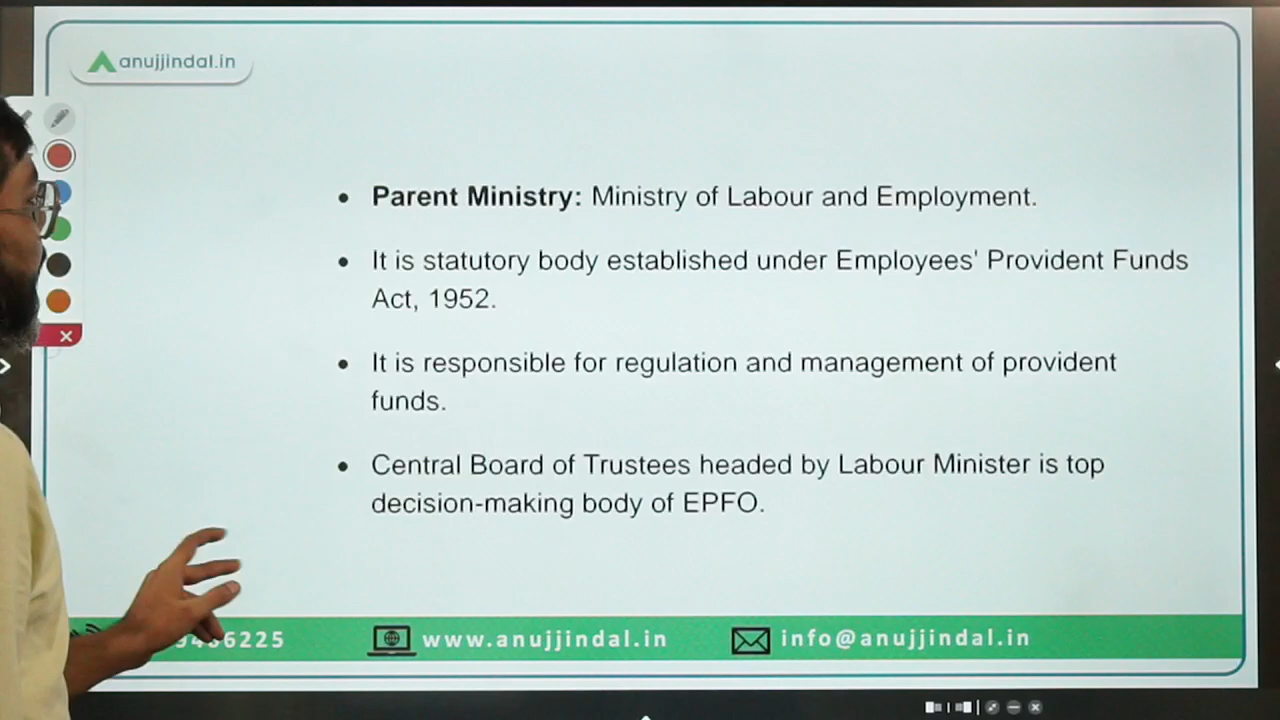 anujjindal.in
• Parent Ministry: Ministry of Labour and Employment.
• It is statutory body established under Employees' Provident Funds
Act, 1952.
• It is responsible for regulation and management of provident
funds.
• Central Board of Trustees headed by Labour Minister is top
decision-making body of EPFO.
www.anujjindal.in
info@anujjindal.in